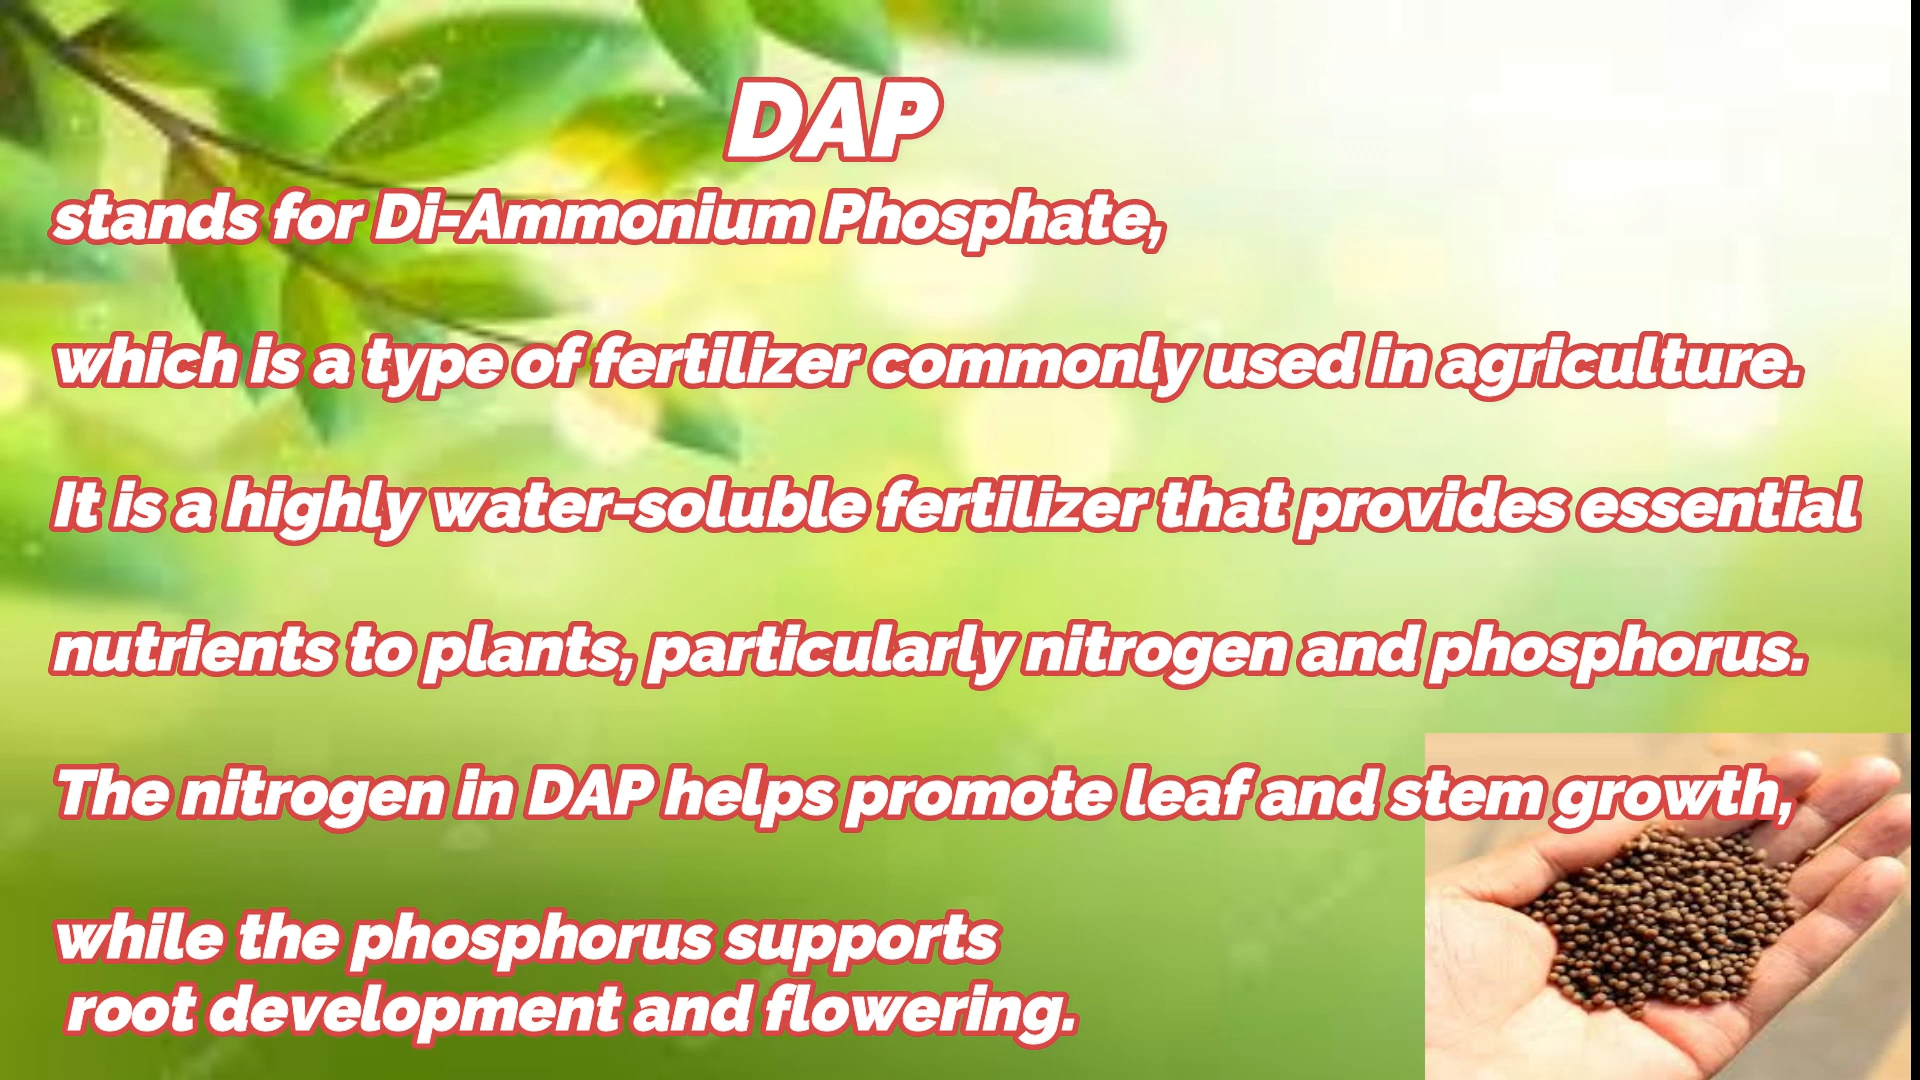 DAP
stands for Di-Ammonium Phosphate,
which is a type of fertilizer commonly used in agriculture.
It is a highly water-soluble fertilizer that provides essential
nutrients to plants, particularly nitrogen and phosphorus.
The nitrogen in DAP helps promote leaf and stem growth,
while the phosphorus supports
root development and flowering.